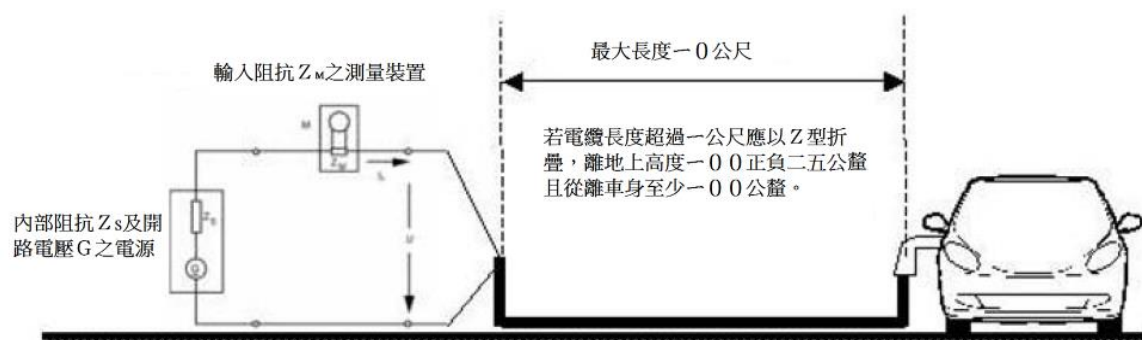 最大長度一0公尺
輸入阻抗Zм之測量裝置
若電纜長度超過一公尺應以Z型折
疊，離地上高度一00正負二五公釐
且從離車身至少一00公釐。
M
Zм
I.
U
內部阻抗Zs及開
路電壓G之電源
Zs
G